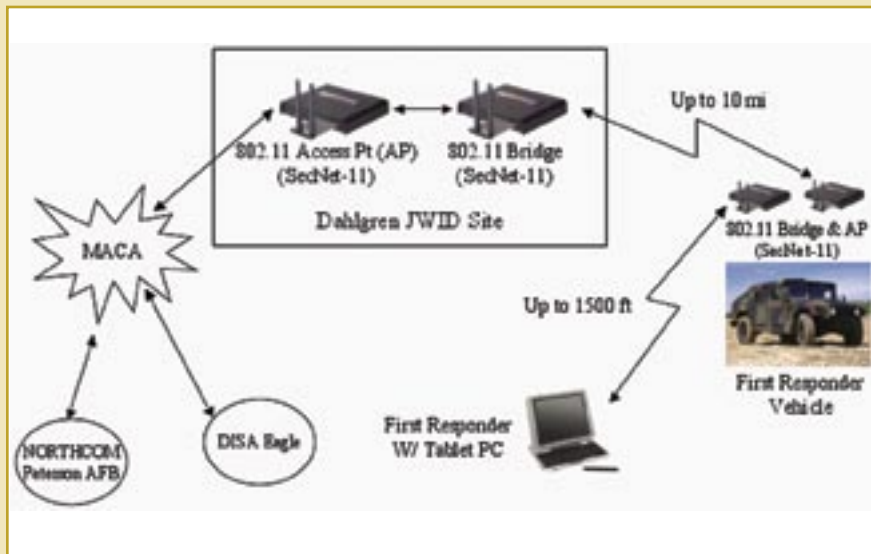 802.11 Access Pt (AP)
(SecNet-11)
802.11 Bridge
(SecNet-11)
Dahlgren JWID Site
Up to 10 mi
802.11 Bridge & AP
(SecNet-11)
MACA
Up to 1500 ft
First Responder
Vehicle
First Responder
W/ Tablet PC
DISA Eagle
NORTHCOM
Peterson AFB